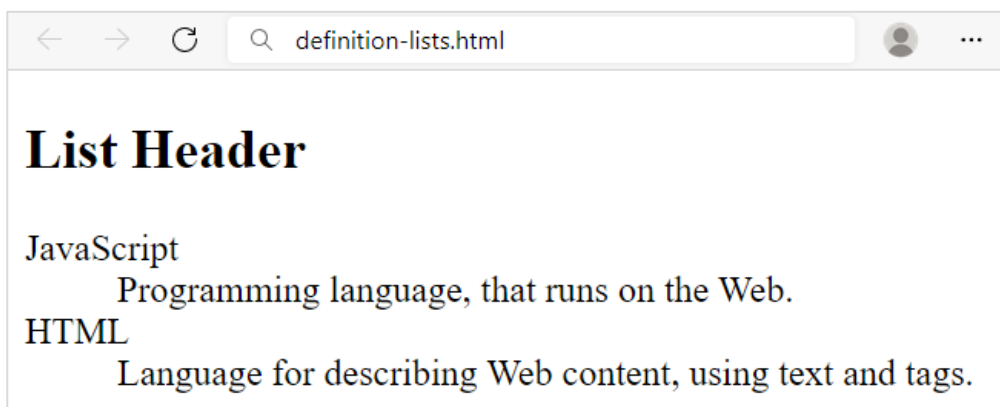 definition-lists.html
List Header
JavaScript
Programming language, that runs on the Web.
HTML
Language for describing Web content, using text and tags.